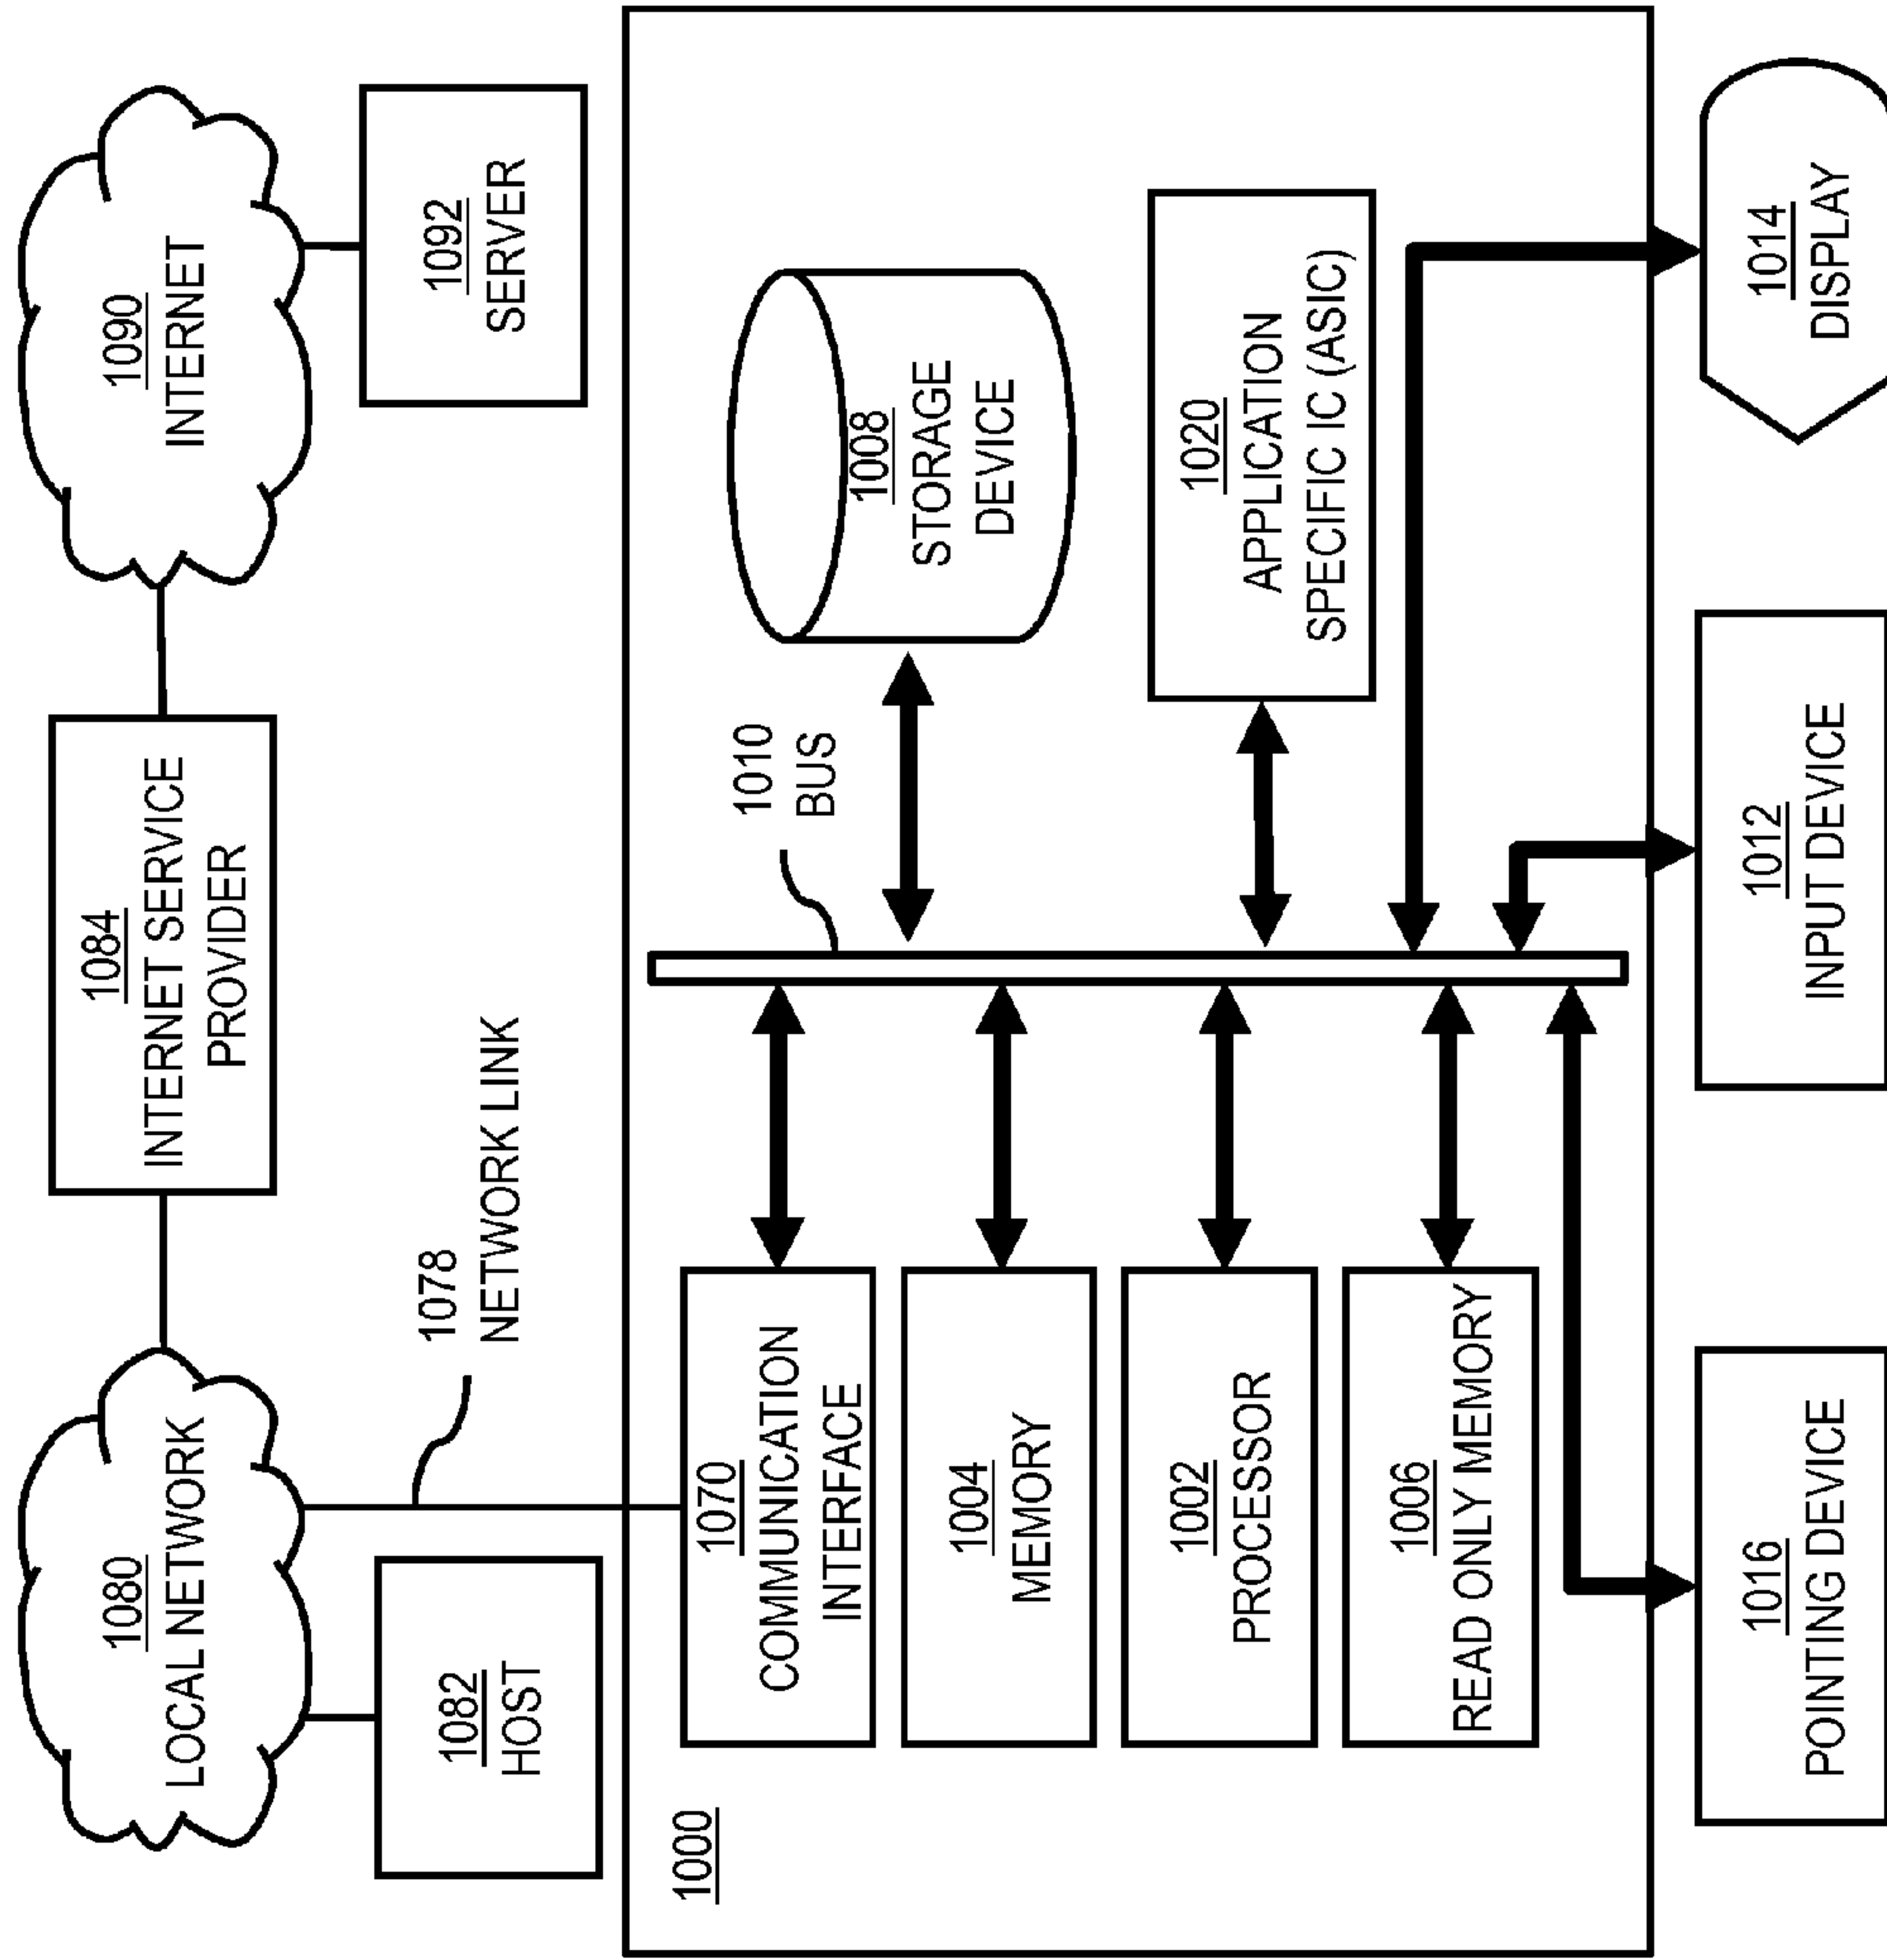 1080
LOCAL NETWORK
1084
INTERNET SERVICE
PROVIDER
1090
INTERNET
1082
HOST
1078
NETWORK LINK
1092
SERVER
1000
1070
COMMUNICATION
INTERFACE
1010
BUS
1008
STORAGE
DEVICE
1004
MEMORY
1002
PROCESSOR
1020
APPLICATION
SPECIFIC IC (ASIC)
1006
READ ONLY MEMORY
1016
POINTING DEVICE
1012
INPUT DEVICE
1014
DISPLAY